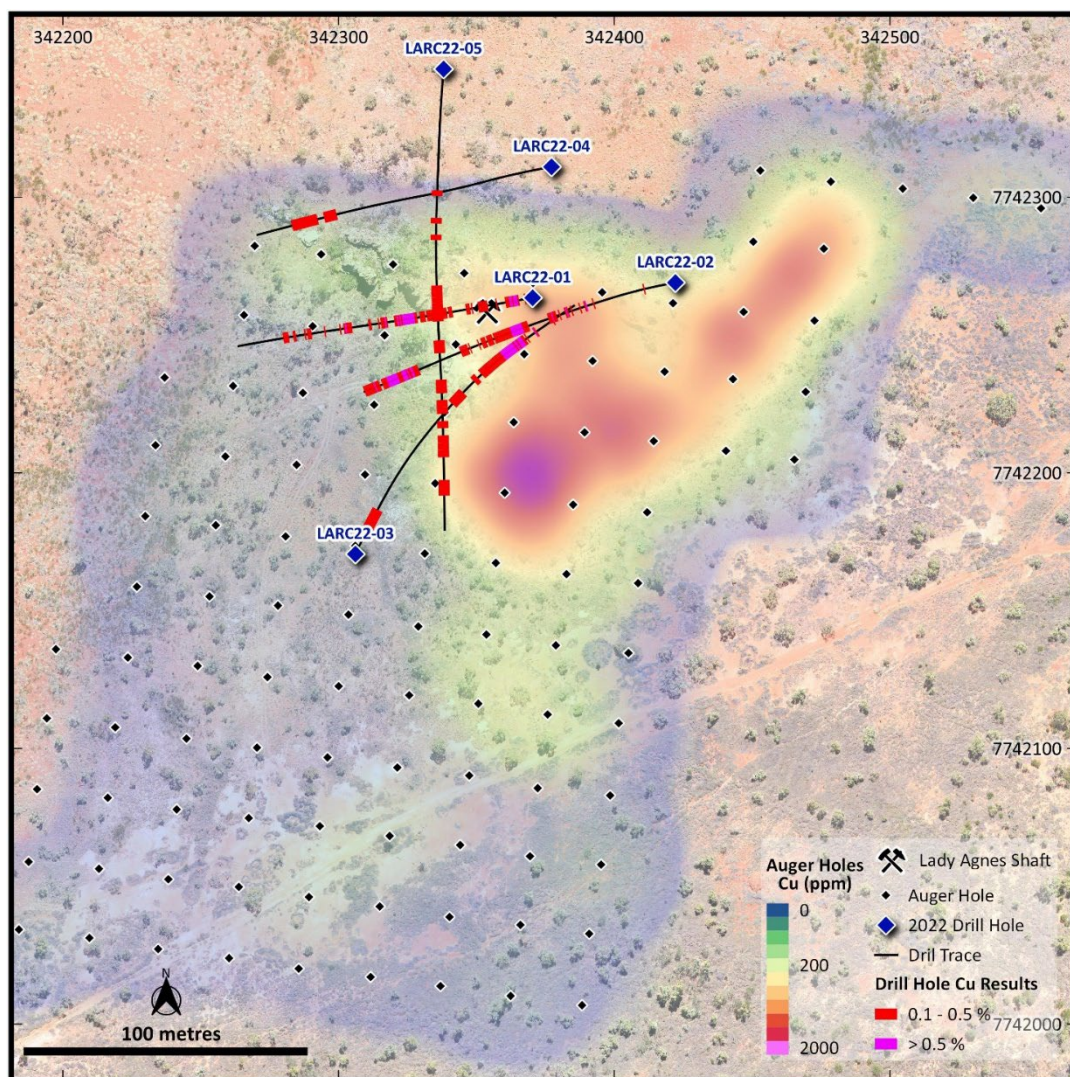 342200
342300
342400
342500
LARC22-05
LARC22-04
7742300
LARC22-01
LARC22-02
7742200
LARC22-03
7742100
Auger Holes
Cu (ppm)
0
200
2000
Lady Agnes Shaft
Auger Hole
2022 Drill Hole
Dril Trace
Drill Hole Cu Results
0.1 - 0.5 %
> 0.5 %
7742000
N
100 metres